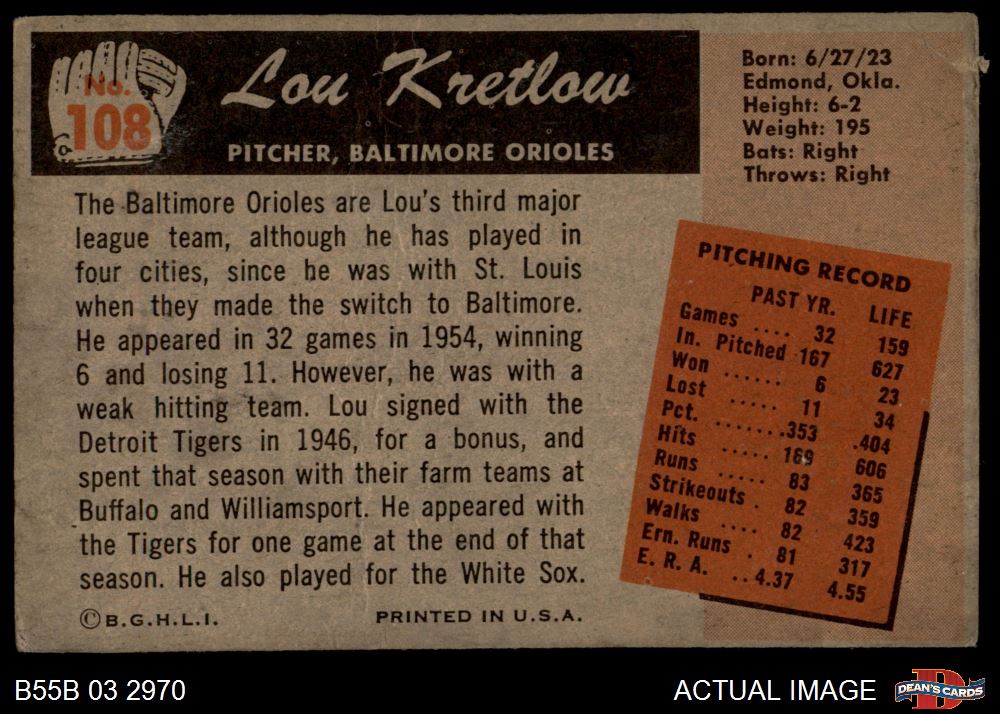 No.
108
Lou Kretlow
PITCHER, BALTIMORE ORIOLES
Born: 6/27/23
Edmond, Okla.
Height: 6-2
Weight: 195
Bats: Right
Throws: Right
The Baltimore Orioles are Lou's third major
league team, although he has played in
four cities, since he was with St. Louis
when they made the switch to Baltimore.
He appeared in 32 games in 1954, winning
6 and losing 11. However, he was with a
weak hitting team. Lou signed with the
Detroit Tigers in 1946, for a bonus, and
spent that season with their farm teams at
Buffalo and Williamsport. He appeared with
the Tigers for one game at the end of that
season. He also played for the White Sox.
©B.G.H.L.I. PRINTED IN U.S.A.
PITCHING RECORD
PAST YR. LIFE
Games .... 32 159
In. Pitched 167 627
Won ...... 6 23
Lost ..... 11 34
Pct. .......353 .404
Hits ..... 169 606
Runs ..... 83 365
Strikeouts . 82 359
Walks .... 82 423
Ern. Runs . 81 317
E. R. A. ..4.37 4.55
B55B 03 2970
ACTUAL IMAGE
D
DEAN'S CARDS